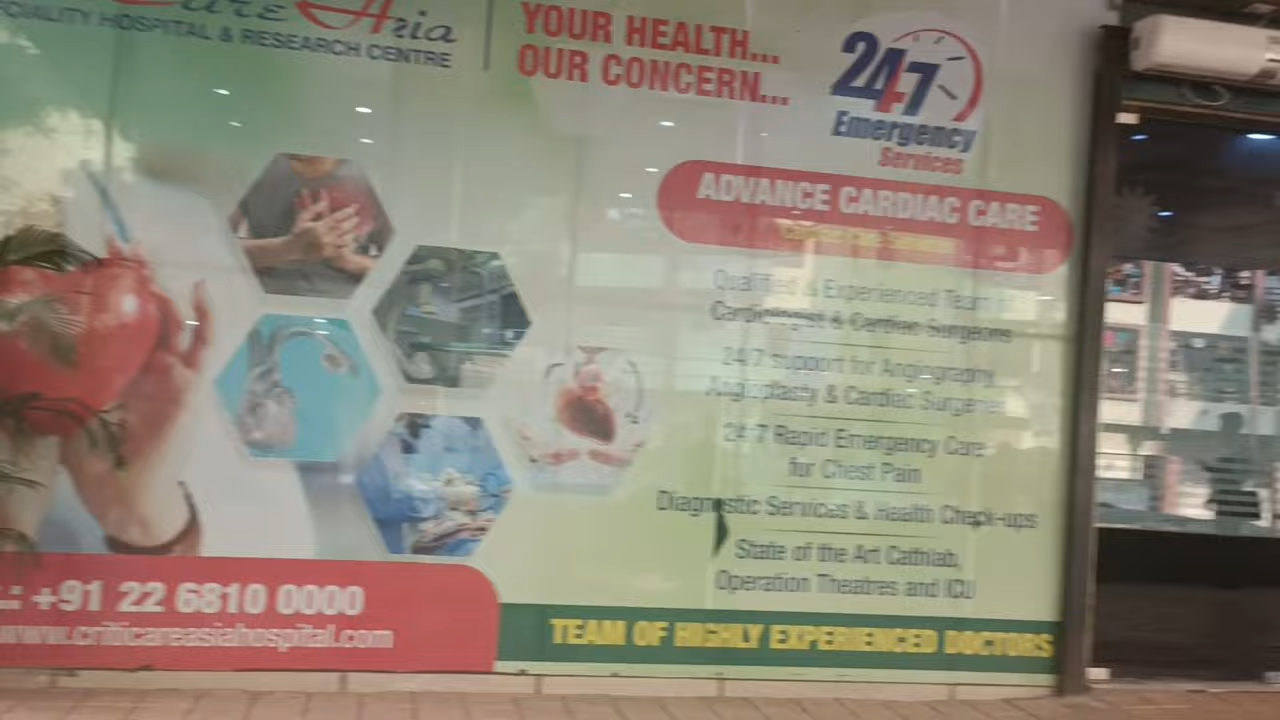 Care Asia
CIALITY HOSPITAL & RESEARCH CENTRE
YOUR HEALTH...
OUR CONCERN...
24-7
Emergency
Services
ADVANCE CARDIAC CARE
Qualified & Experienced Team
Cardiologist & Cardiac Surgeons
24/7 support for Angiography
Angioplasty & Cardiac Surgeries
24-7 Rapid Emergency Care
for Chest Pain
Diagnostic Services & Health Check-ups
State of the Art Cathlab,
Operation Theatres and ICU
TEAM OF HIGHLY EXPERIENCED DOCTORS
.: +91 22 6810 0000
www.criticareasiahospital.com